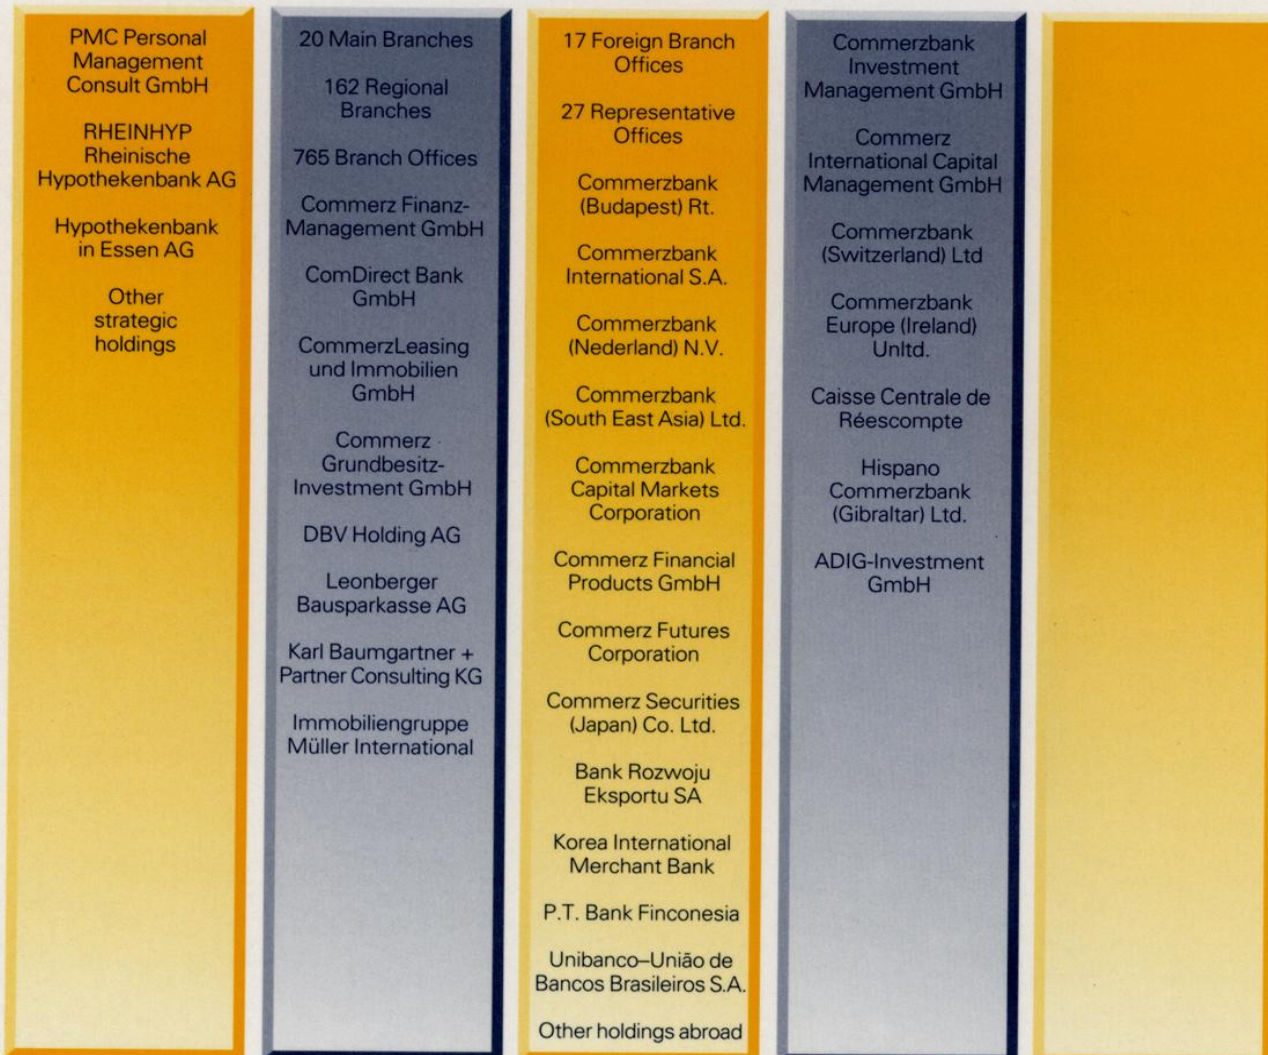 PMC Personal
Management
Consult GmbH
RHEINHYP
Rheinische
Hypothekenbank AG
Hypothekenbank
in Essen AG
Other
strategic
holdings
20 Main Branches
162 Regional
Branches
765 Branch Offices
Commerz Finanz-
Management GmbH
ComDirect Bank
GmbH
CommerzLeasing
und Immobilien
GmbH
Commerz
Grundbesitz-
Investment GmbH
DBV Holding AG
Leonberger
Bausparkasse AG
Karl Baumgartner +
Partner Consulting KG
Immobiliengruppe
Müller International
17 Foreign Branch
Offices
27 Representative
Offices
Commerzbank
(Budapest) Rt.
Commerzbank
International S.A.
Commerzbank
(Nederland) N.V.
Commerzbank
(South East Asia) Ltd.
Commerzbank
Capital Markets
Corporation
Commerz Financial
Products GmbH
Commerz Futures
Corporation
Commerz Securities
(Japan) Co. Ltd.
Bank Rozwoju
Eksportu SA
Korea International
Merchant Bank
P.T. Bank Finconesia
Unibanco–União de
Bancos Brasileiros S.A.
Other holdings abroad
Commerzbank
Investment
Management GmbH
Commerz
International Capital
Management GmbH
Commerzbank
(Switzerland) Ltd
Commerzbank
Europe (Ireland)
Unltd.
Caisse Centrale de
Réescompte
Hispano
Commerzbank
(Gibraltar) Ltd.
ADIG-Investment
GmbH